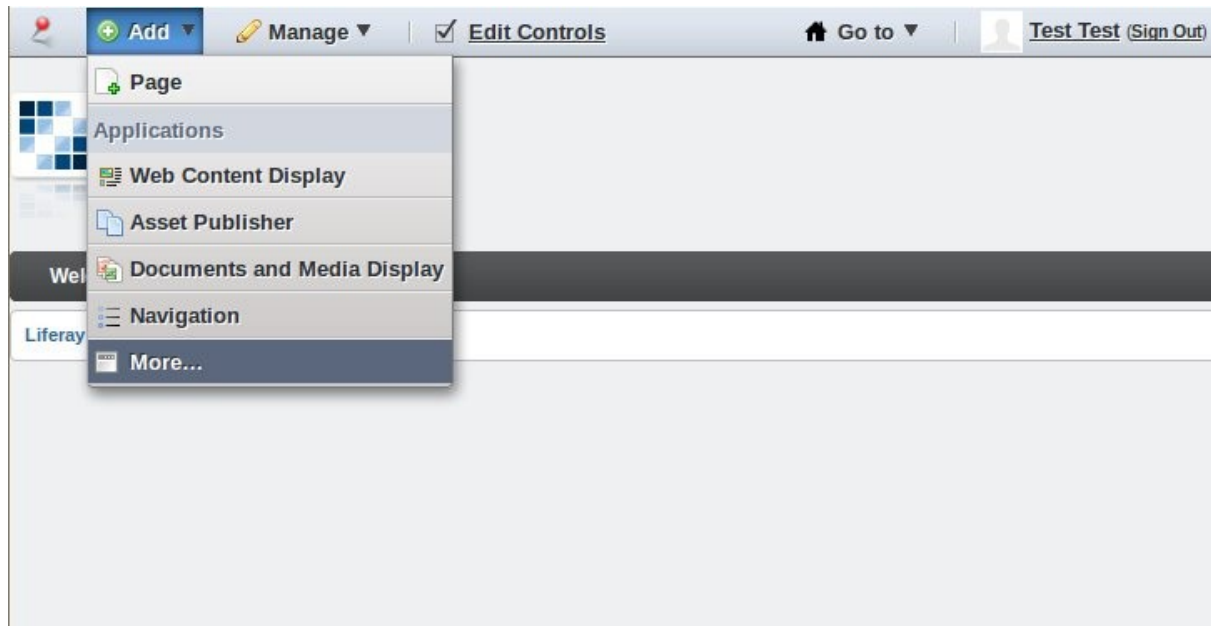 Add Manage Edit Controls Go to Test Test (Sign Out)
Page
Applications
Web Content Display
Asset Publisher
Documents and Media Display
Navigation
More...
Liferay